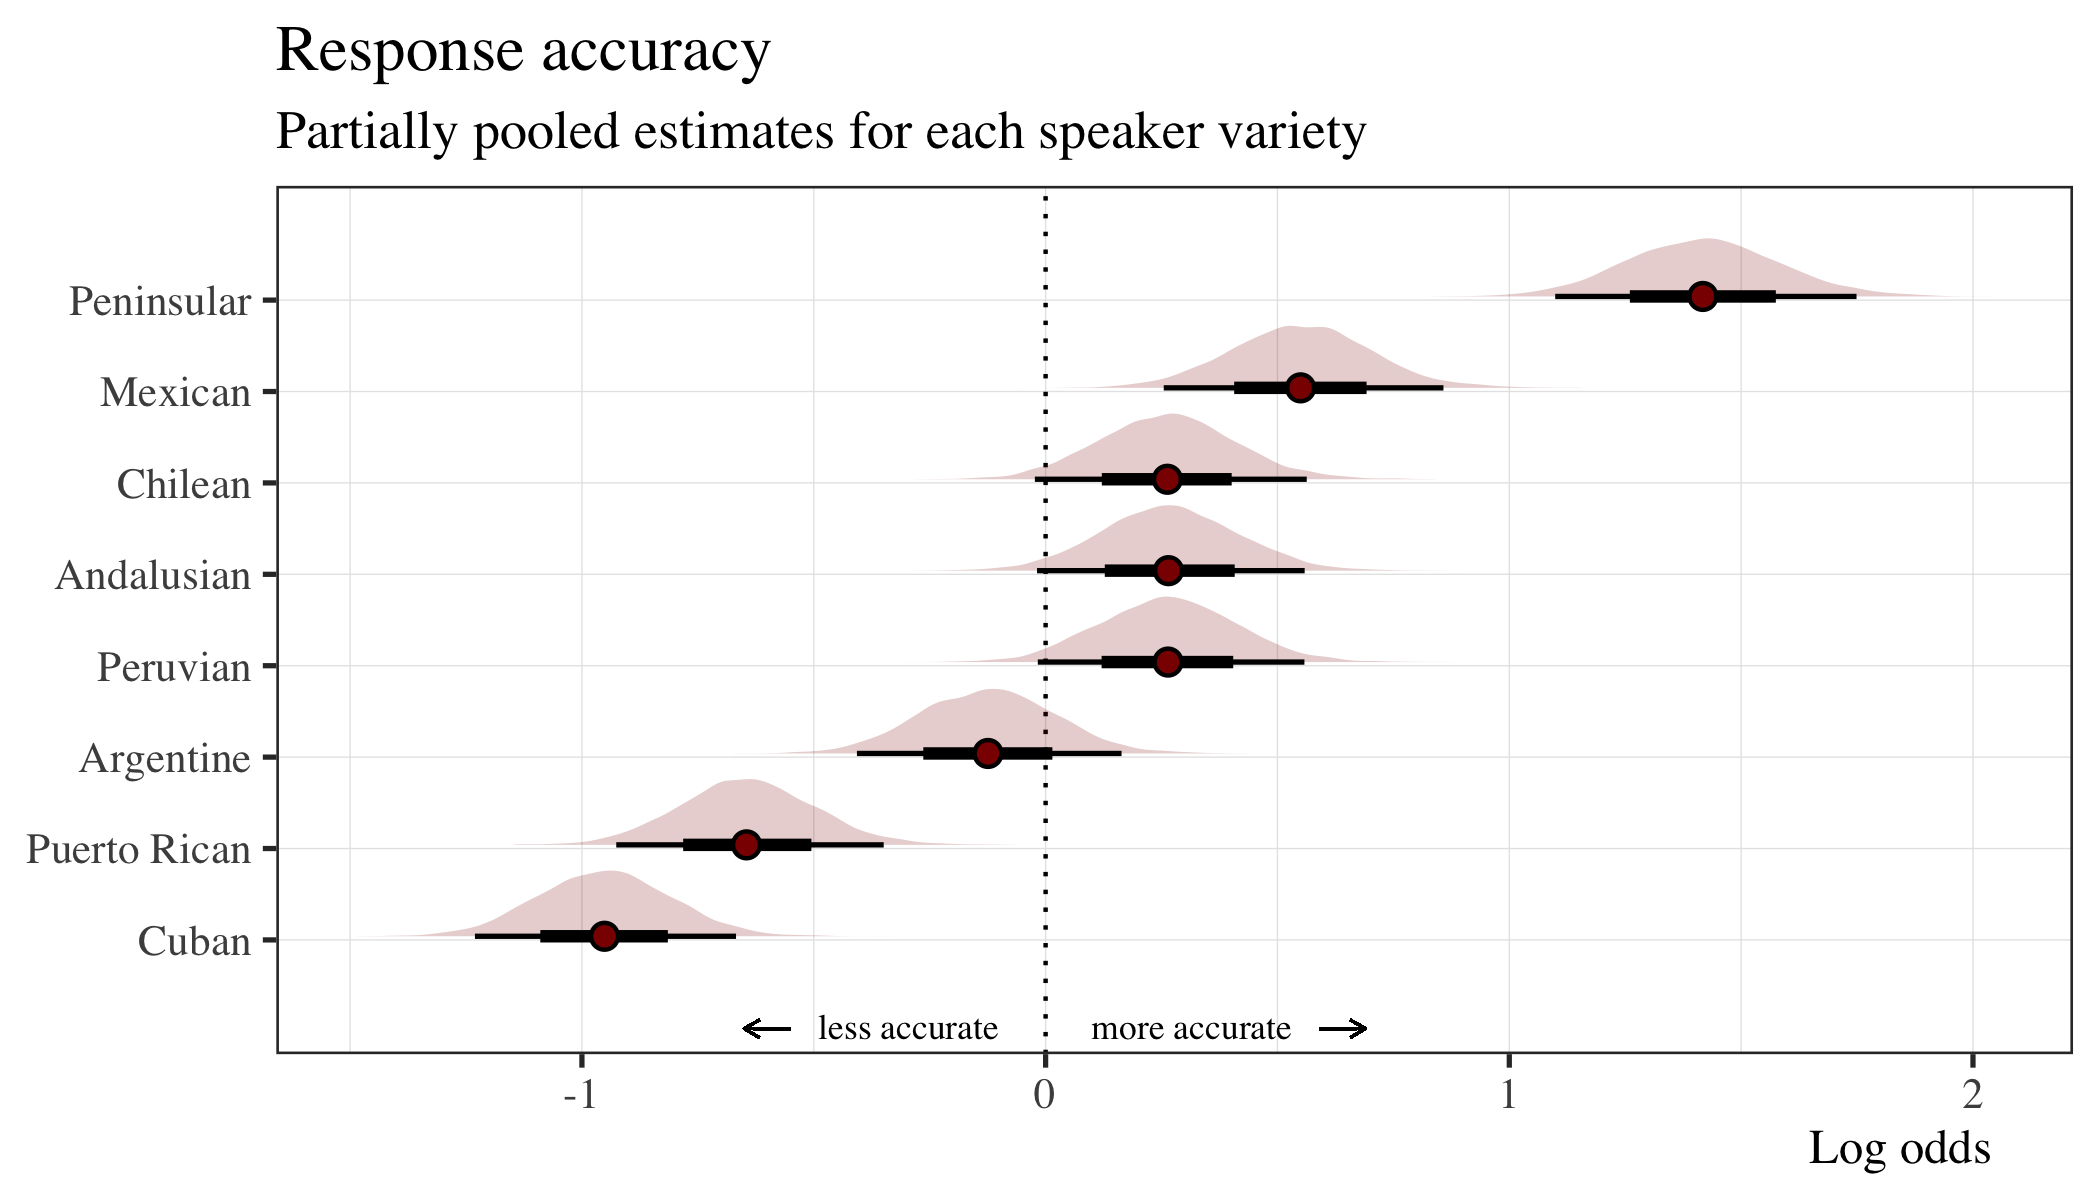 Response accuracy
Partially pooled estimates for each speaker variety
Peninsular
Mexican
Chilean
Andalusian
Peruvian
Argentine
Puerto Rican
Cuban
less accurate more accurate
-1 0 1 2
Log odds